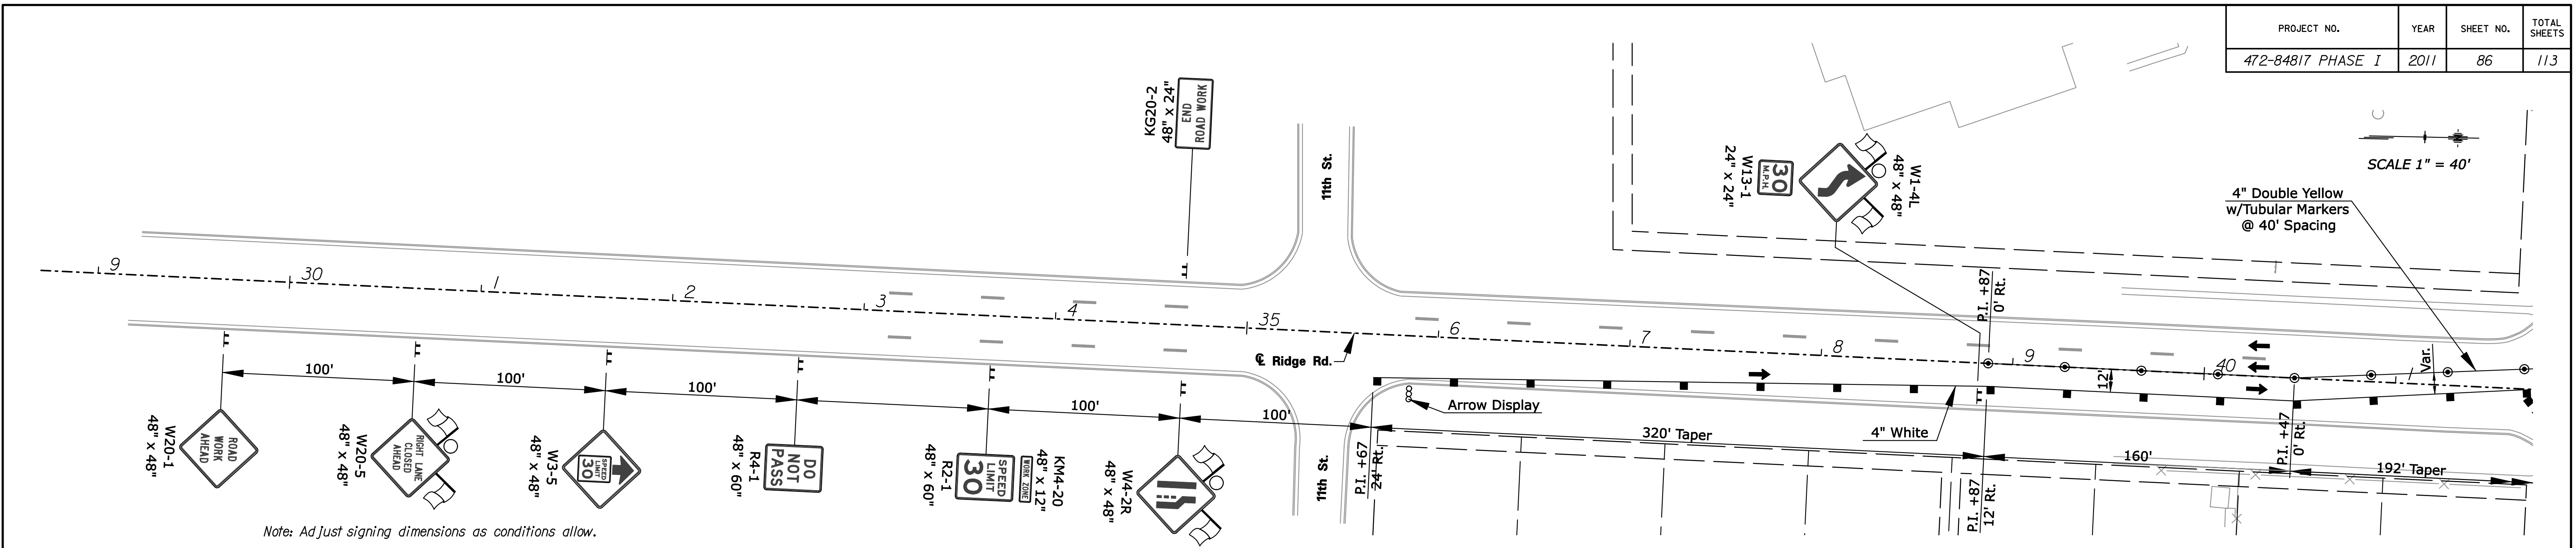 PROJECT NO.
YEAR
SHEET NO.
TOTAL
SHEETS
472-84817 PHASE I
2011
86
113
SCALE 1" = 40'
4" Double Yellow
w/Tubular Markers
@ 40' Spacing
KG20-2
48" x 24"
END
ROAD WORK
11th St.
W1-4L
48" x 48"
30
M.P.H.
W13-1
24" x 24"
P.I. +87
0' Rt.
9
30
1
2
3
4
35
6
7
8
9
40
1
℄ Ridge Rd.
12'
Var.
100'
100'
100'
100'
100'
Arrow Display
4" White
320' Taper
160'
192' Taper
P.I. +67
24' Rt.
P.I. +87
12' Rt.
P.I. +47
0' Rt.
11th St.
ROAD
WORK
AHEAD
W20-1
48" x 48"
RIGHT LANE
CLOSED
AHEAD
W20-5
48" x 48"
SPEED
LIMIT
30
W3-5
48" x 48"
DO
NOT
PASS
R4-1
48" x 60"
WORK ZONE
KM4-20
48" x 12"
SPEED
LIMIT
30
R2-1
48" x 60"
W4-2R
48" x 48"
Note: Adjust signing dimensions as conditions allow.